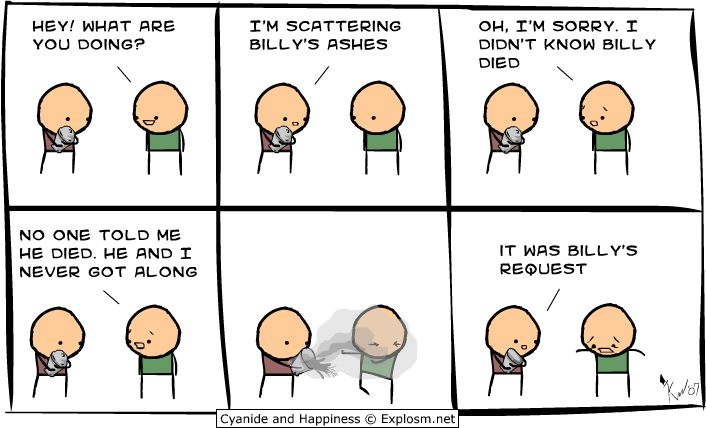 HEY! WHAT ARE
YOU DOING?
I'M SCATTERING
BILLY'S ASHES
OH, I'M SORRY. I
DIDN'T KNOW BILLY
DIED
NO ONE TOLD ME
HE DIED. HE AND I
NEVER GOT ALONG
IT WAS BILLY'S
REQUEST
Cyanide and Happiness © Explosm.net